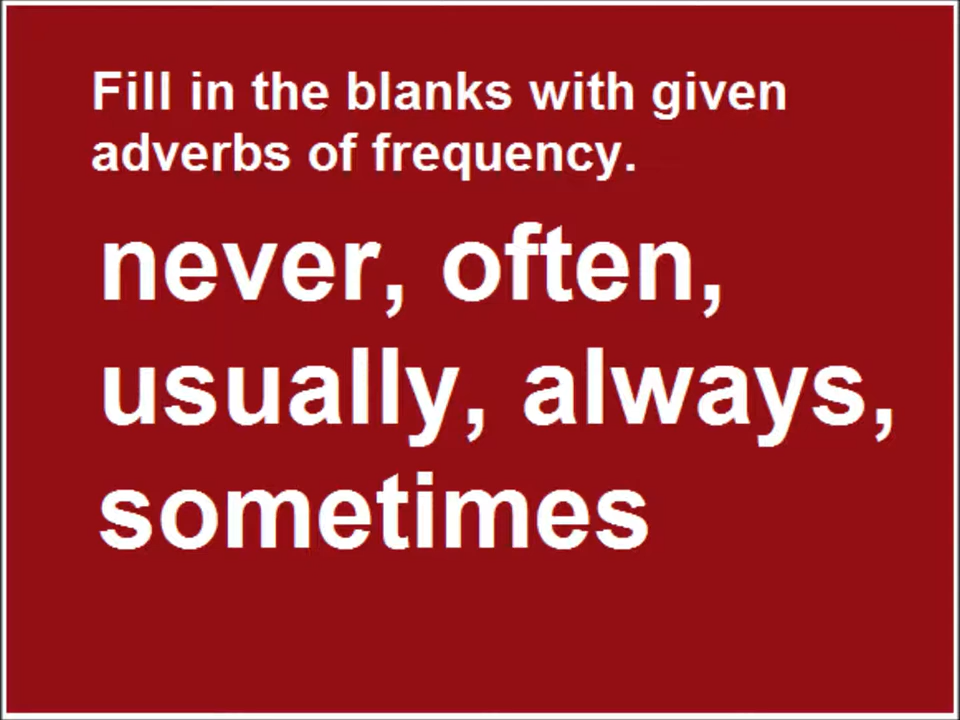 Fill in the blanks with given
adverbs of frequency.
never, often,
usually, always,
sometimes